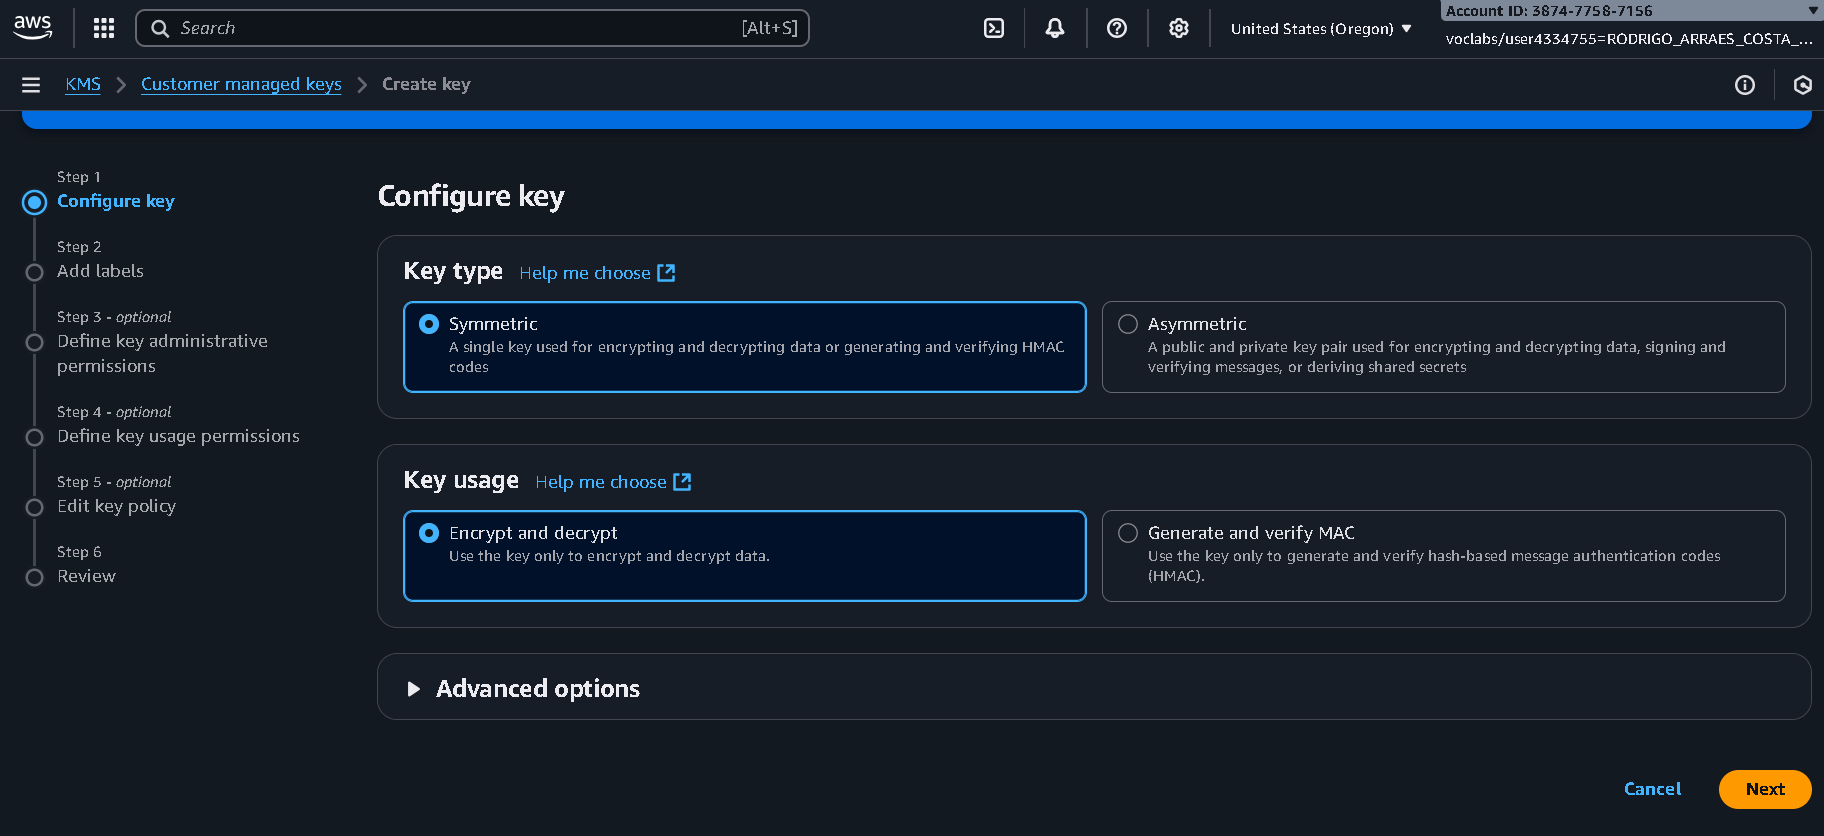 aws
Search
[Alt+S]
United States (Oregon)
Account ID: 3874-7758-7156
voclabs/user4334755=RODRIGO_ARRAES_COSTA_...
KMS
Customer managed keys
Create key
Step 1
Configure key
Step 2
Add labels
Step 3 - optional
Define key administrative
permissions
Step 4 - optional
Define key usage permissions
Step 5 - optional
Edit key policy
Step 6
Review
Configure key
Key type Help me choose
Symmetric
A single key used for encrypting and decrypting data or generating and verifying HMAC
codes
Asymmetric
A public and private key pair used for encrypting and decrypting data, signing and
verifying messages, or deriving shared secrets
Key usage Help me choose
Encrypt and decrypt
Use the key only to encrypt and decrypt data.
Generate and verify MAC
Use the key only to generate and verify hash-based message authentication codes
(HMAC).
Advanced options
Cancel
Next